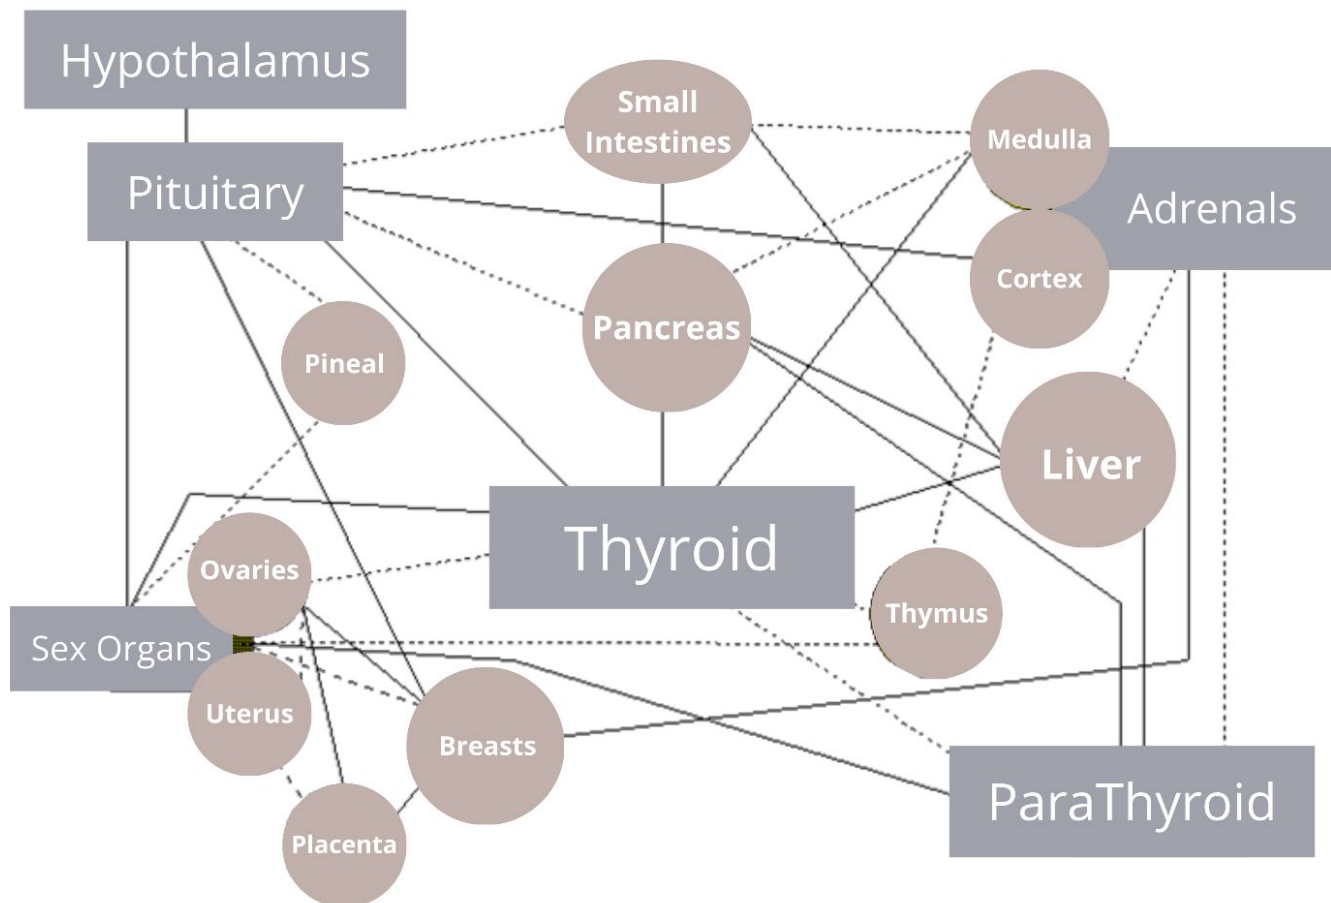 Hypothalamus
Small
Intestines
Medulla
Pituitary
Adrenals
Cortex
Pancreas
Pineal
Liver
Thyroid
Ovaries
Thymus
Sex Organs
Uterus
Breasts
ParaThyroid
Placenta